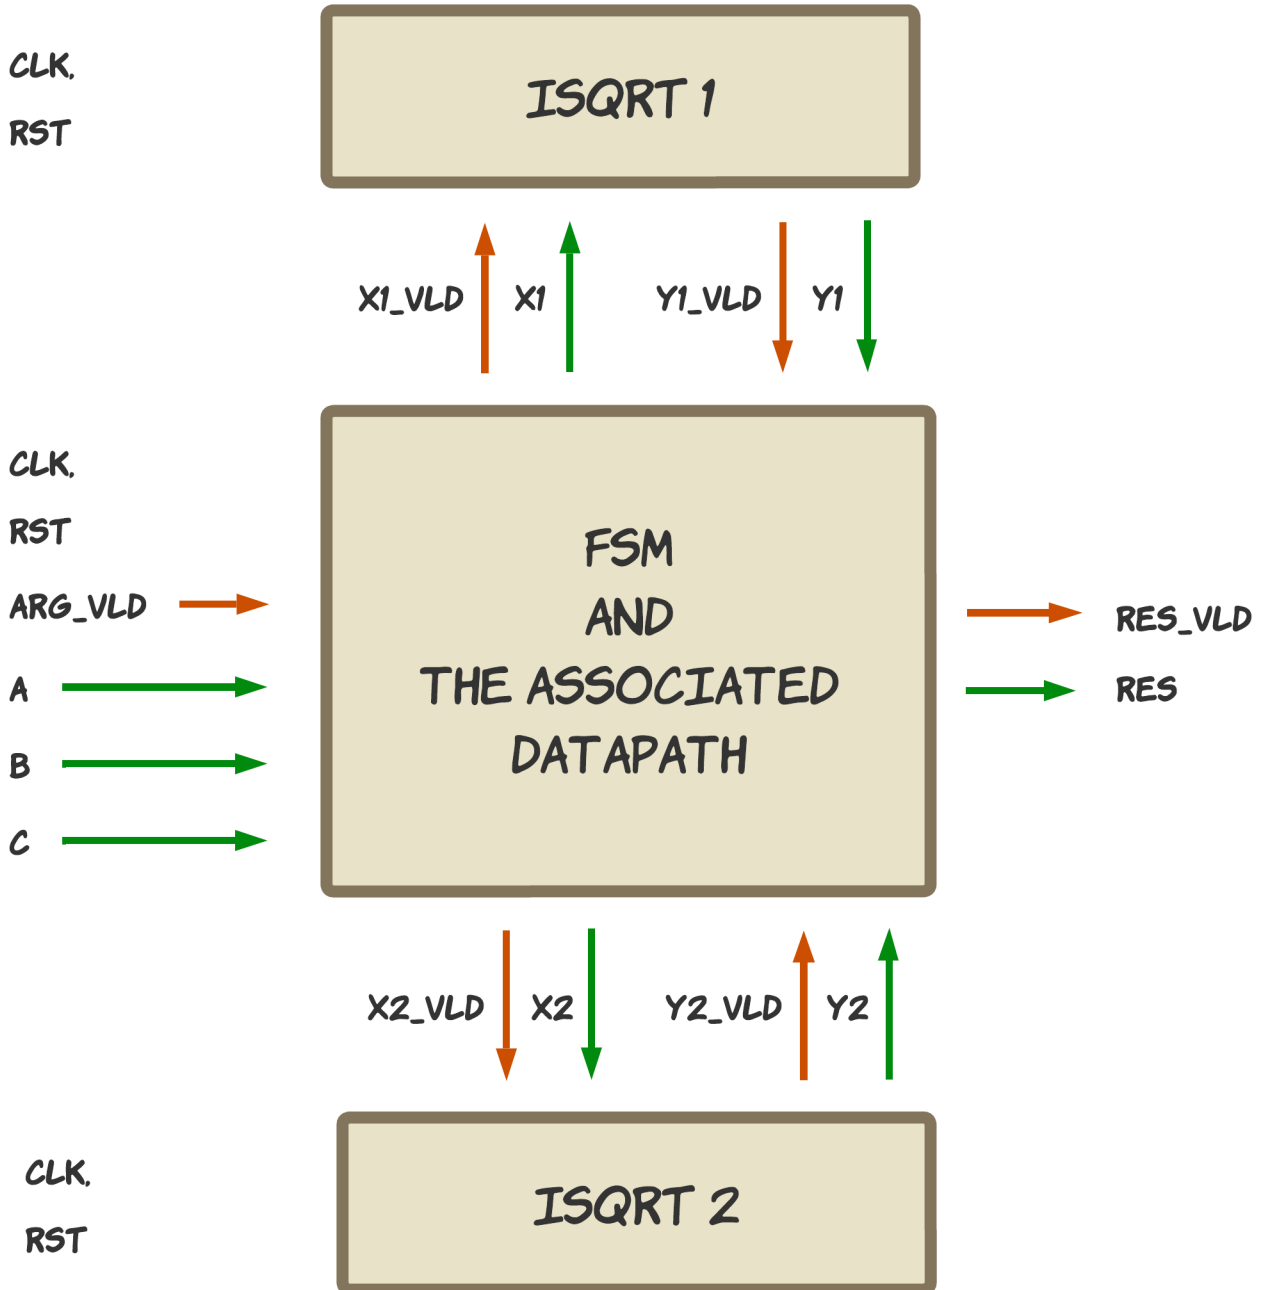 CLK.
RST
ISQRT 1
X1_VLD
X1
Y1_VLD
Y1
CLK.
RST
ARG_VLD
A
B
C
FSM
AND
THE ASSOCIATED
DATAPATH
RES_VLD
RES
X2_VLD
X2
Y2_VLD
Y2
CLK.
RST
ISQRT 2